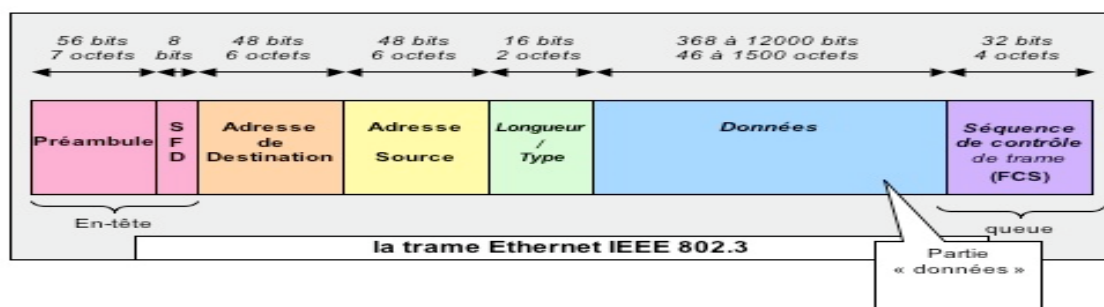 56 bits
7 octets
8
bits
48 bits
6 octets
48 bits
6 octets
16 bits
2 octets
368 à 12000 bits
46 à 1500 octets
32 bits
4 octets
Préambule
S
F
D
Adresse
de
Destination
Adresse
Source
Longueur
/
Type
Données
Séquence
de contrôle
de trame
(FCS)
En-tête
queue
la trame Ethernet IEEE 802.3
Partie
« données »